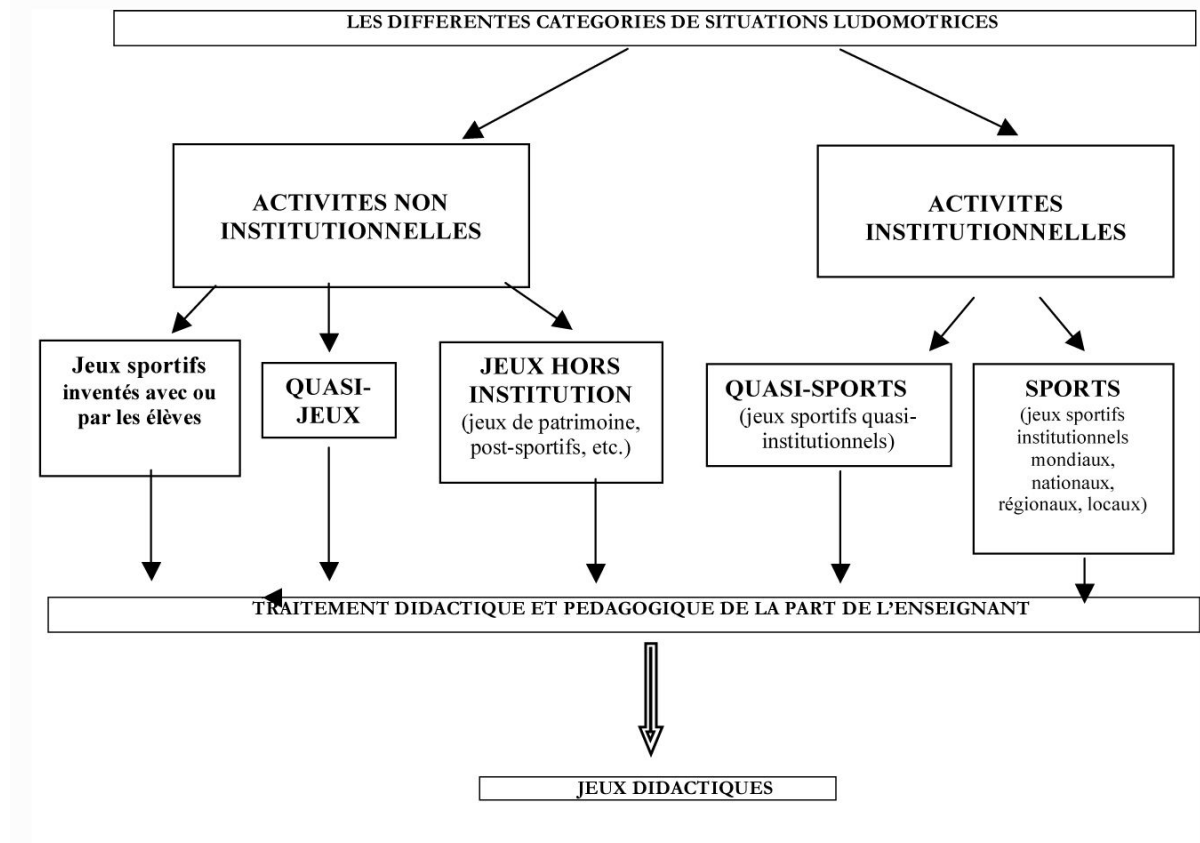 LES DIFFERENTES CATEGORIES DE SITUATIONS LUDOMOTRICES
ACTIVITES NON
INSTITUTIONNELLES
ACTIVITES
INSTITUTIONNELLES
Jeux sportifs
inventés avec ou
par les élèves
QUASI-
JEUX
JEUX HORS
INSTITUTION
(jeux de patrimoine,
post-sportifs, etc.)
QUASI-SPORTS
(jeux sportifs quasi-
institutionnels)
SPORTS
(jeux sportifs
institutionnels
mondiaux,
nationaux,
régionaux, locaux)
TRAITEMENT DIDACTIQUE ET PEDAGOGIQUE DE LA PART DE L'ENSEIGNANT
JEUX DIDACTIQUES